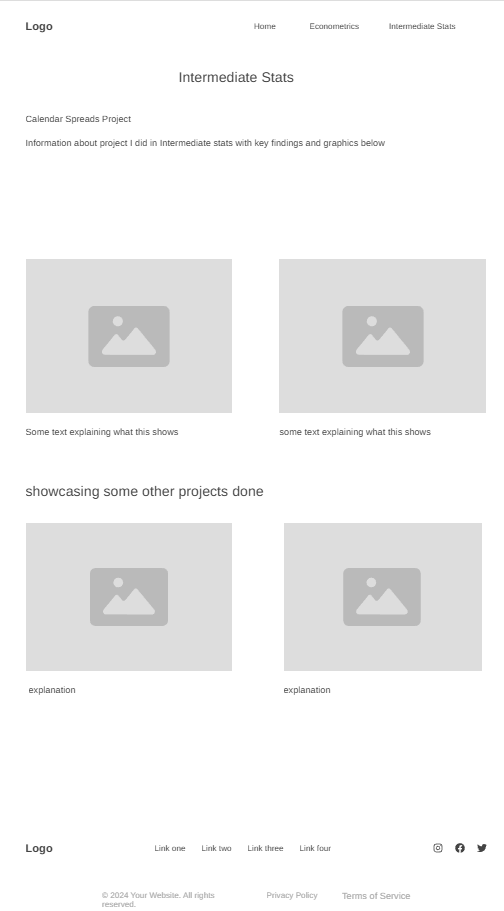 Logo
Home Econometrics Intermediate Stats
Intermediate Stats
Calendar Spreads Project
Information about project I did in Intermediate stats with key findings and graphics below
Some text explaining what this shows
some text explaining what this shows
showcasing some other projects done
explanation
explanation
Logo
Link one Link two Link three Link four
© 2024 Your Website. All rights
reserved.
Privacy Policy
Terms of Service